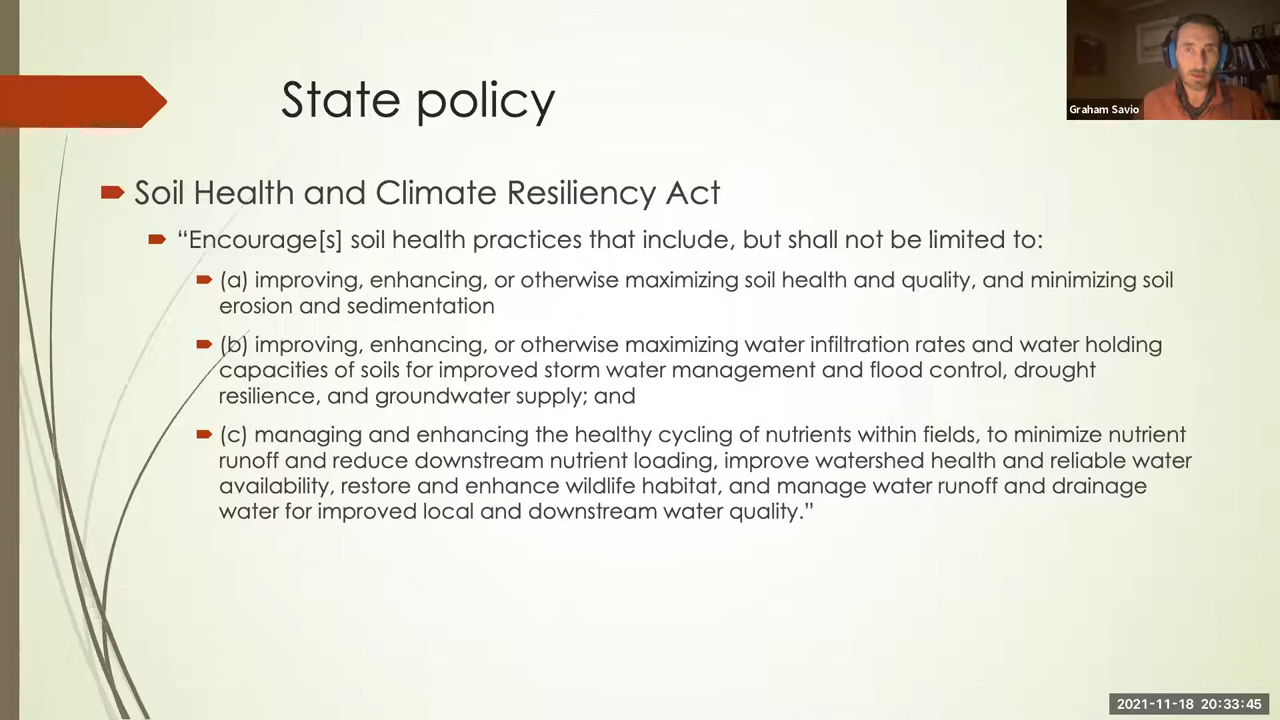 State policy
Graham Savio
Soil Health and Climate Resiliency Act
“Encourage[s] soil health practices that include, but shall not be limited to:
(a) improving, enhancing, or otherwise maximizing soil health and quality, and minimizing soil
erosion and sedimentation
(b) improving, enhancing, or otherwise maximizing water infiltration rates and water holding
capacities of soils for improved storm water management and flood control, drought
resilience, and groundwater supply; and
(c) managing and enhancing the healthy cycling of nutrients within fields, to minimize nutrient
runoff and reduce downstream nutrient loading, improve watershed health and reliable water
availability, restore and enhance wildlife habitat, and manage water runoff and drainage
water for improved local and downstream water quality.”
2021-11-18 20:33:45